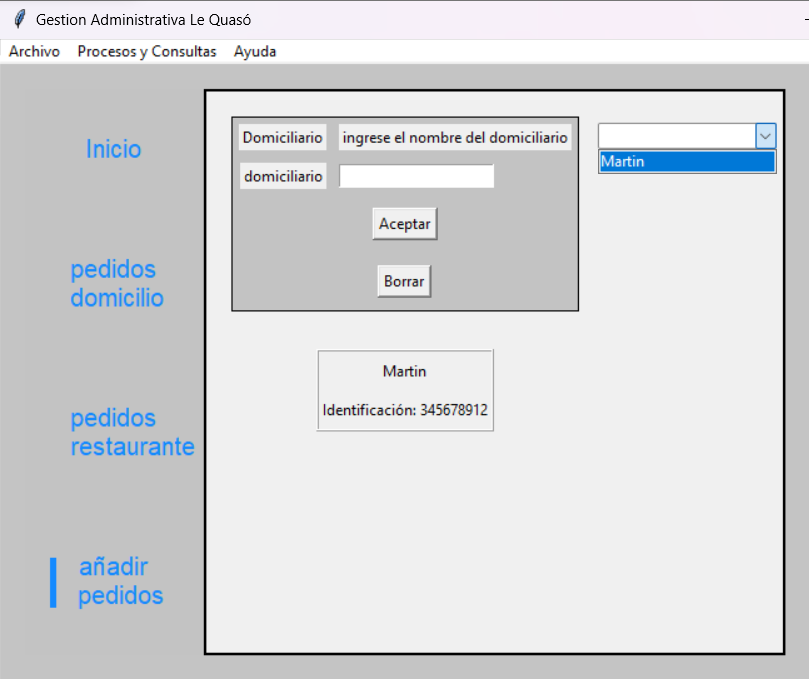 Gestion Administrativa Le Quasó
Archivo Procesos y Consultas Ayuda
Inicio
pedidos
domicilio
pedidos
restaurante
añadir
pedidos
Domiciliario ingrese el nombre del domiciliario
domiciliario
Aceptar
Borrar
Martin
Martin
Identificación: 345678912